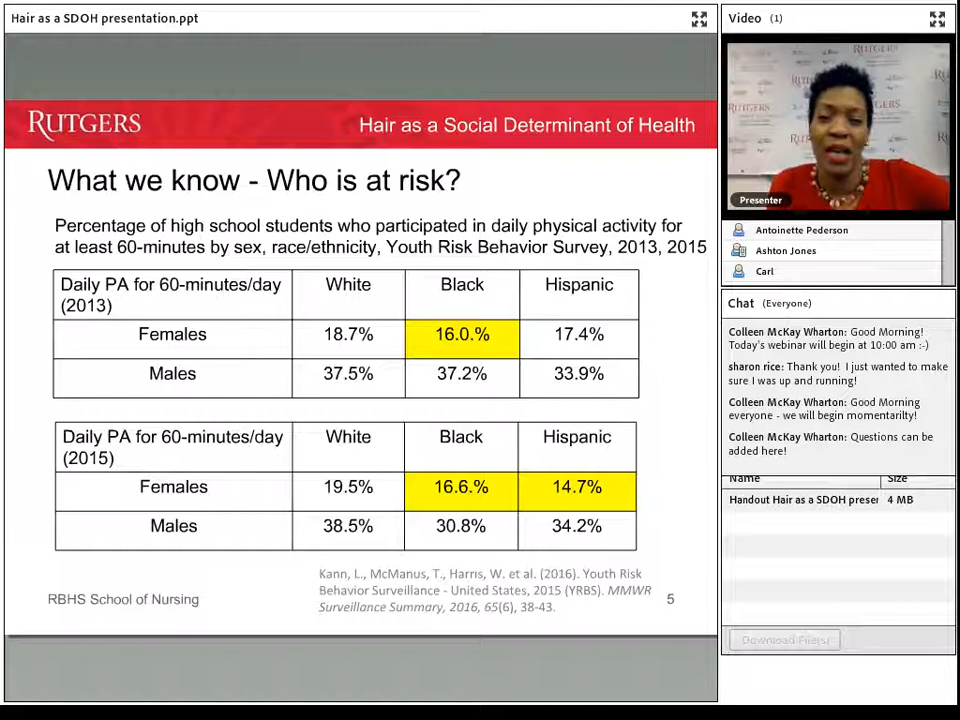 Hair as a SDOH presentation.ppt
RUTGERS
Hair as a Social Determinant of Health
What we know - Who is at risk?
Percentage of high school students who participated in daily physical activity for
at least 60-minutes by sex, race/ethnicity, Youth Risk Behavior Survey, 2013, 2015
Daily PA for 60-minutes/day White Black Hispanic
(2013)
Females 18.7% 16.0.% 17.4%
Males 37.5% 37.2% 33.9%
Daily PA for 60-minutes/day White Black Hispanic
(2015)
Females 19.5% 16.6.% 14.7%
Males 38.5% 30.8% 34.2%
Kann, L., McManus, T., Harris, W. et al. (2016). Youth Risk
Behavior Surveillance - United States, 2015 (YRBS). MMWR
Surveillance Summary, 2016, 65(6), 38-43.
RBHS School of Nursing
5
Video (1)
RUTGERS
Presenter
Antoinette Pederson
Ashton Jones
Carl
Chat (Everyone)
Colleen McKay Wharton: Good Morning!
Today's webinar will begin at 10:00 am :-)
sharon rice: Thank you! I just wanted to make
sure I was up and running!
Colleen McKay Wharton: Good Morning
everyone - we will begin momentarilty!
Colleen McKay Wharton: Questions can be
added here!
Name Size
Handout Hair as a SDOH preser 4 MB
Download File(s)